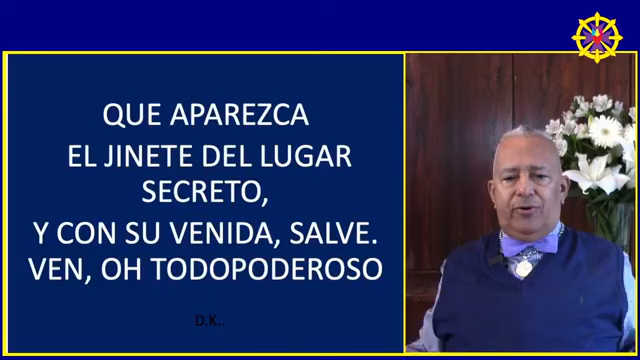 QUE APAREZCA
EL JINETE DEL LUGAR
SECRETO,
Y CON SU VENIDA, SALVE.
VEN, OH TODOPODEROSO
D.K..